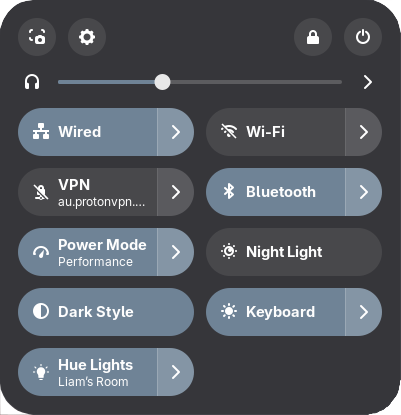 Wired
Wi-Fi
VPN
au.protonvpn....
Bluetooth
Power Mode
Performance
Night Light
Dark Style
Keyboard
Hue Lights
Liam's Room